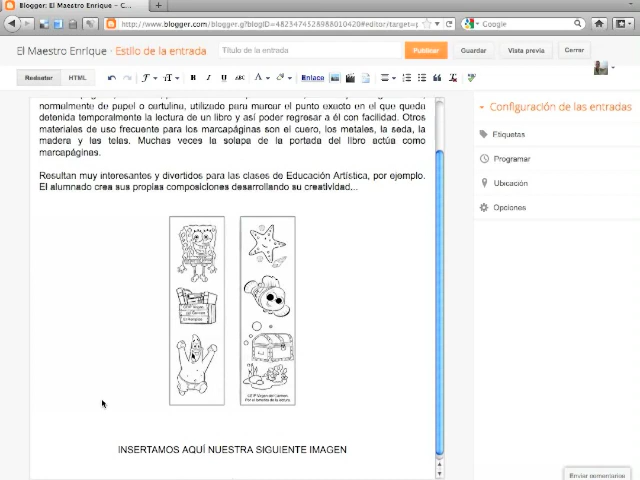 Blogger: El Maestro Enrique – C...
http://www.blogger.com/blogger.g?blogID=4823474528988010420#editor/target=p
Google
El Maestro Enrique · Estilo de la entrada
Título de la entrada
Publicar
Guardar
Vista previa
Cerrar
Redactar
HTML
Enlace
normalmente de papel o cartulina, utilizado para marcar el punto exacto en el que queda
detenida temporalmente la lectura de un libro y así poder regresar a él con facilidad. Otros
materiales de uso frecuente para los marcapáginas son el cuero, los metales, la seda, la
madera y las telas. Muchas veces la solapa de la portada del libro actúa como
marcapáginas.
Resultan muy interesantes y divertidos para las clases de Educación Artística, por ejemplo.
El alumnado crea sus propias composiciones desarrollando su creatividad...
INSERTAMOS AQUÍ NUESTRA SIGUIENTE IMAGEN
Configuración de las entradas
Etiquetas
Programar
Ubicación
Opciones
Enviar comentarios